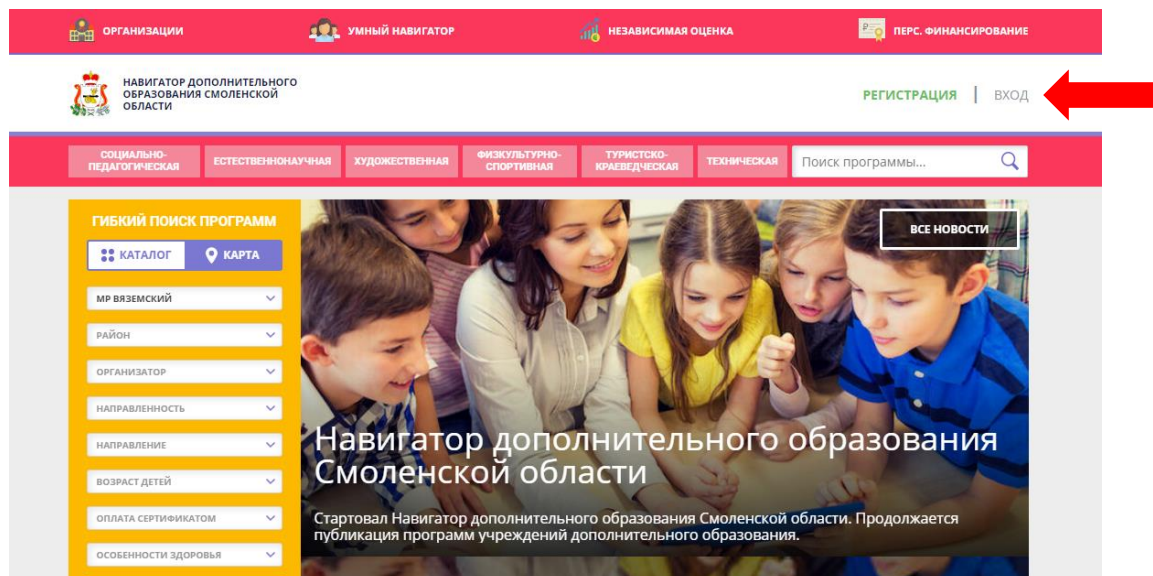 ОРГАНИЗАЦИИ
УМНЫЙ НАВИГАТОР
НЕЗАВИСИМАЯ ОЦЕНКА
ПЕРС. ФИНАНСИРОВАНИЕ
НАВИГАТОР ДОПОЛНИТЕЛЬНОГО
ОБРАЗОВАНИЯ СМОЛЕНСКОЙ
ОБЛАСТИ
РЕГИСТРАЦИЯ | ВХОД
СОЦИАЛЬНО-
ПЕДАГОГИЧЕСКАЯ
ЕСТЕСТВЕННОНАУЧНАЯ
ХУДОЖЕСТВЕННАЯ
ФИЗКУЛЬТУРНО-
СПОРТИВНАЯ
ТУРИСТСКО-
КРАЕВЕДЧЕСКАЯ
ТЕХНИЧЕСКАЯ
Поиск программы...
ГИБКИЙ ПОИСК ПРОГРАММ
КАТАЛОГ
КАРТА
МР ВЯЗЕМСКИЙ
РАЙОН
ОРГАНИЗАТОР
НАПРАВЛЕННОСТЬ
НАПРАВЛЕНИЕ
ВОЗРАСТ ДЕТЕЙ
ОПЛАТА СЕРТИФИКАТОМ
ОСОБЕННОСТИ ЗДОРОВЬЯ
ВСЕ НОВОСТИ
Навигатор дополнительного образования
Смоленской области
Стартовал Навигатор дополнительного образования Смоленской области. Продолжается
публикация программ учреждений дополнительного образования.